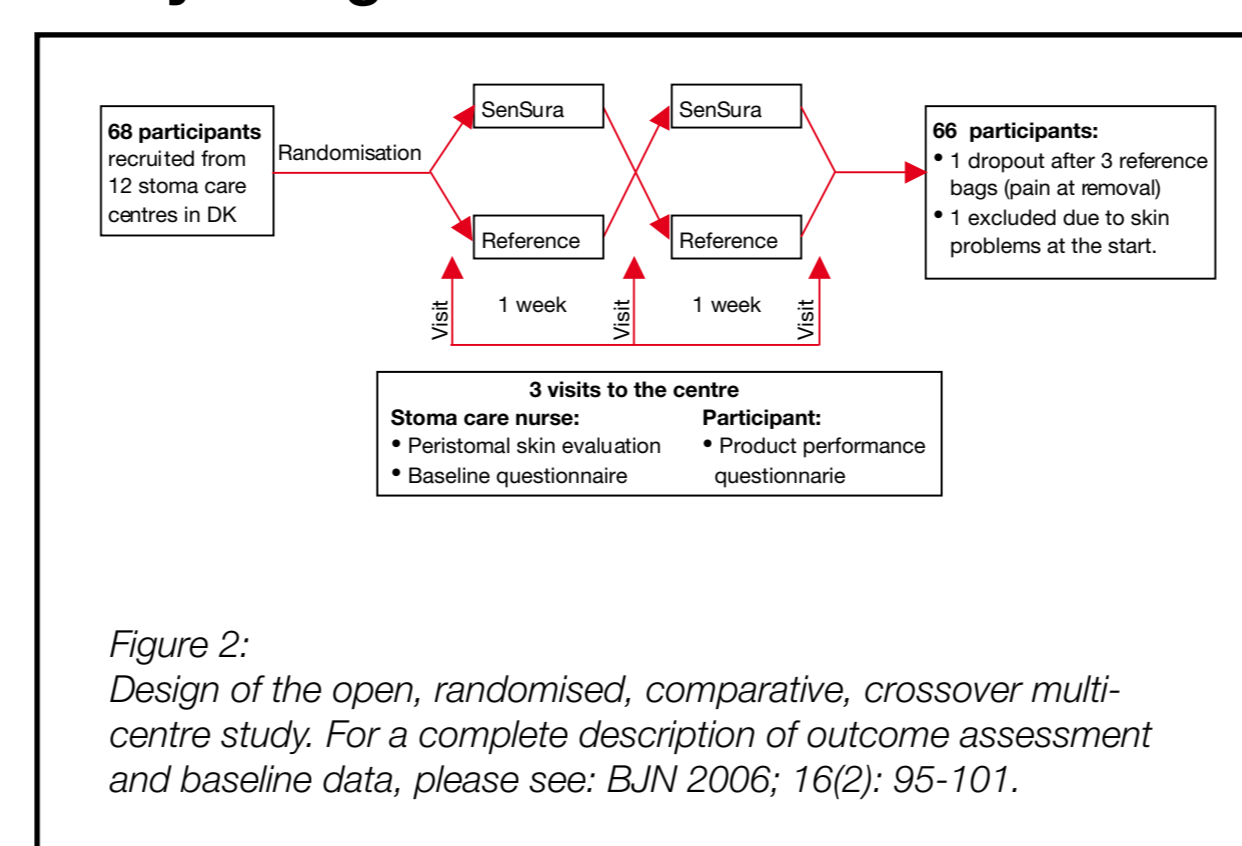 68 participants
recruited from
12 stoma care
centres in DK
Randomisation
SenSura
Reference
SenSura
Reference
Visit
1 week
Visit
1 week
Visit
66 participants:
• 1 dropout after 3 reference
bags (pain at removal)
• 1 excluded due to skin
problems at the start.
3 visits to the centre
Stoma care nurse:
• Peristomal skin evaluation
• Baseline questionnaire
Participant:
• Product performance
questionnarie
Figure 2:
Design of the open, randomised, comparative, crossover multi-
centre study. For a complete description of outcome assessment
and baseline data, please see: BJN 2006; 16(2): 95-101.